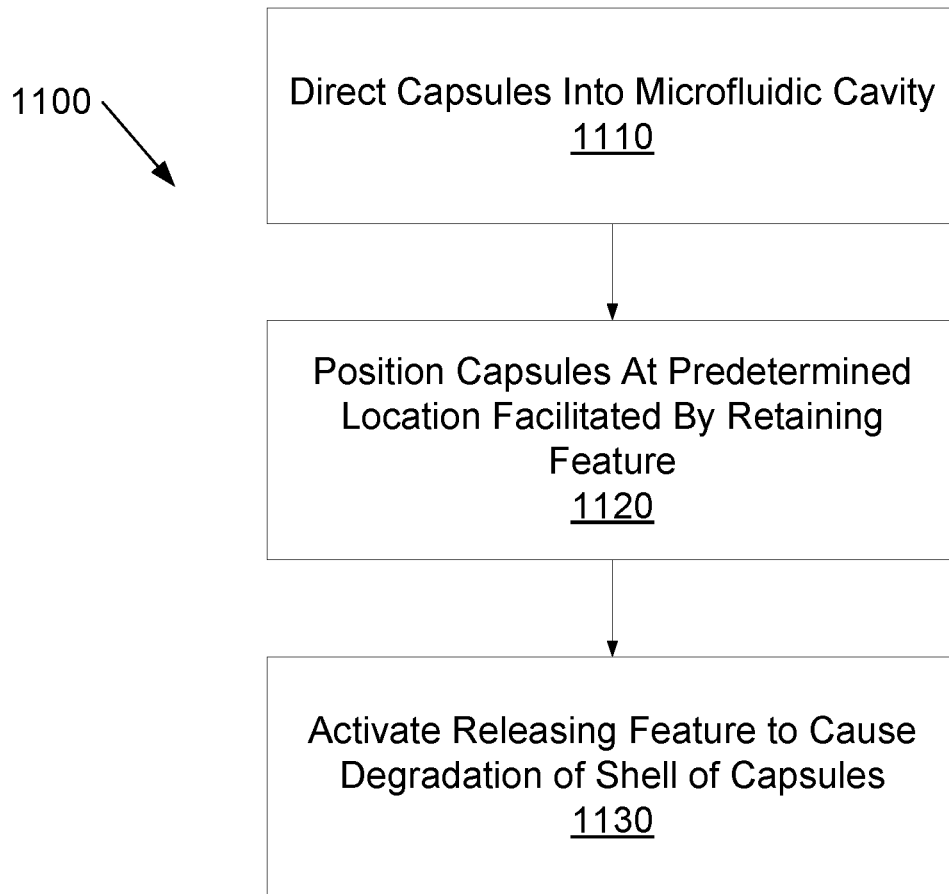 1100
Direct Capsules Into Microfluidic Cavity
1110
Position Capsules At Predetermined
Location Facilitated By Retaining
Feature
1120
Activate Releasing Feature to Cause
Degradation of Shell of Capsules
1130